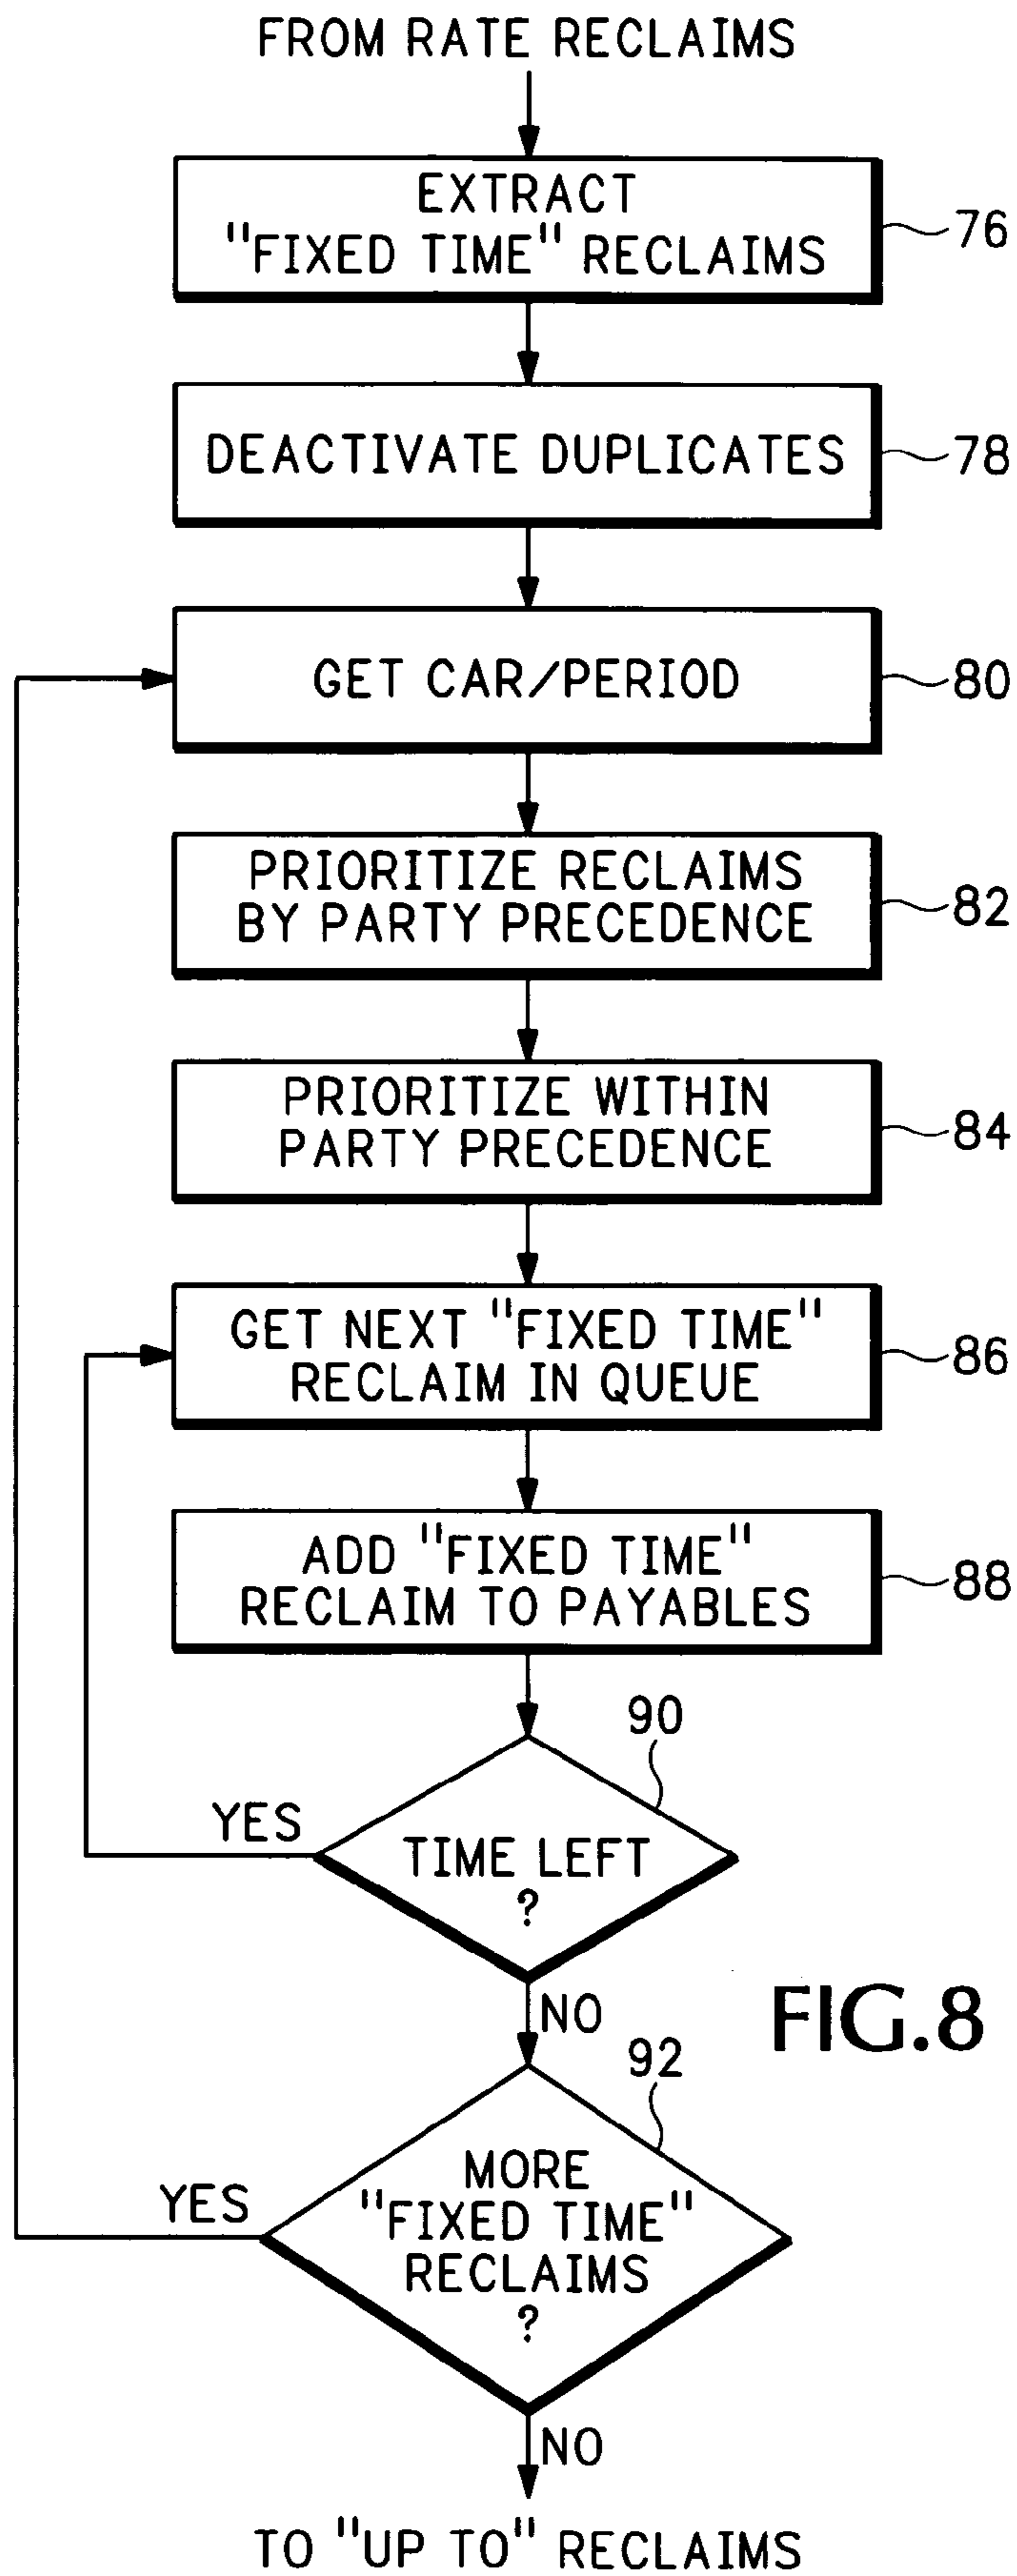 FROM RATE RECLAIMS
EXTRACT
"FIXED TIME" RECLAIMS
76
DEACTIVATE DUPLICATES
78
GET CAR/PERIOD
80
PRIORITIZE RECLAIMS
BY PARTY PRECEDENCE
82
PRIORITIZE WITHIN
PARTY PRECEDENCE
84
GET NEXT "FIXED TIME"
RECLAIM IN QUEUE
86
ADD "FIXED TIME"
RECLAIM TO PAYABLES
88
90
YES
TIME LEFT
?
NO
FIG.8
92
YES
MORE
"FIXED TIME"
RECLAIMS
?
NO
TO "UP TO" RECLAIMS